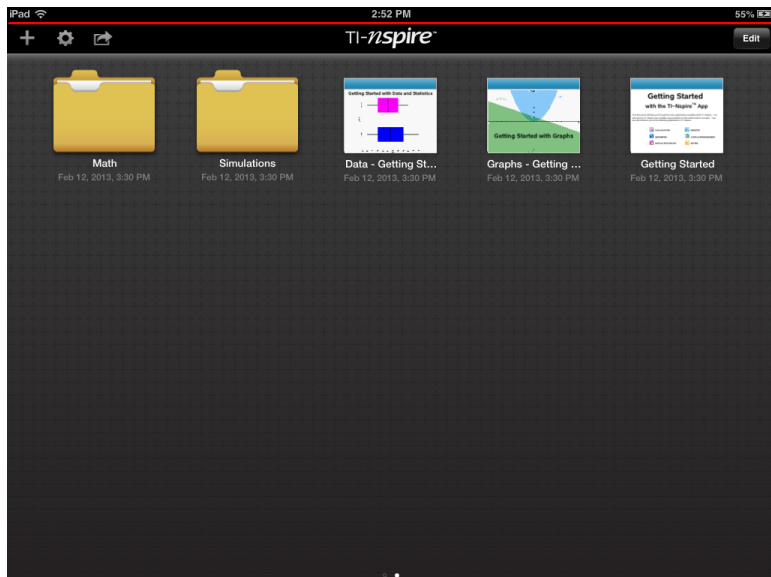 iPad 2:52 PM 55%
TI-nspire™ Edit
Getting Started with Data and Statistics
Getting Started with Graphs
Getting Started
with the TI-Nspire™ App
Math Simulations Data - Getting St... Graphs - Getting ... Getting Started
Feb 12, 2013, 3:30 PM Feb 12, 2013, 3:30 PM Feb 12, 2013, 3:30 PM Feb 12, 2013, 3:30 PM Feb 12, 2013, 3:30 PM